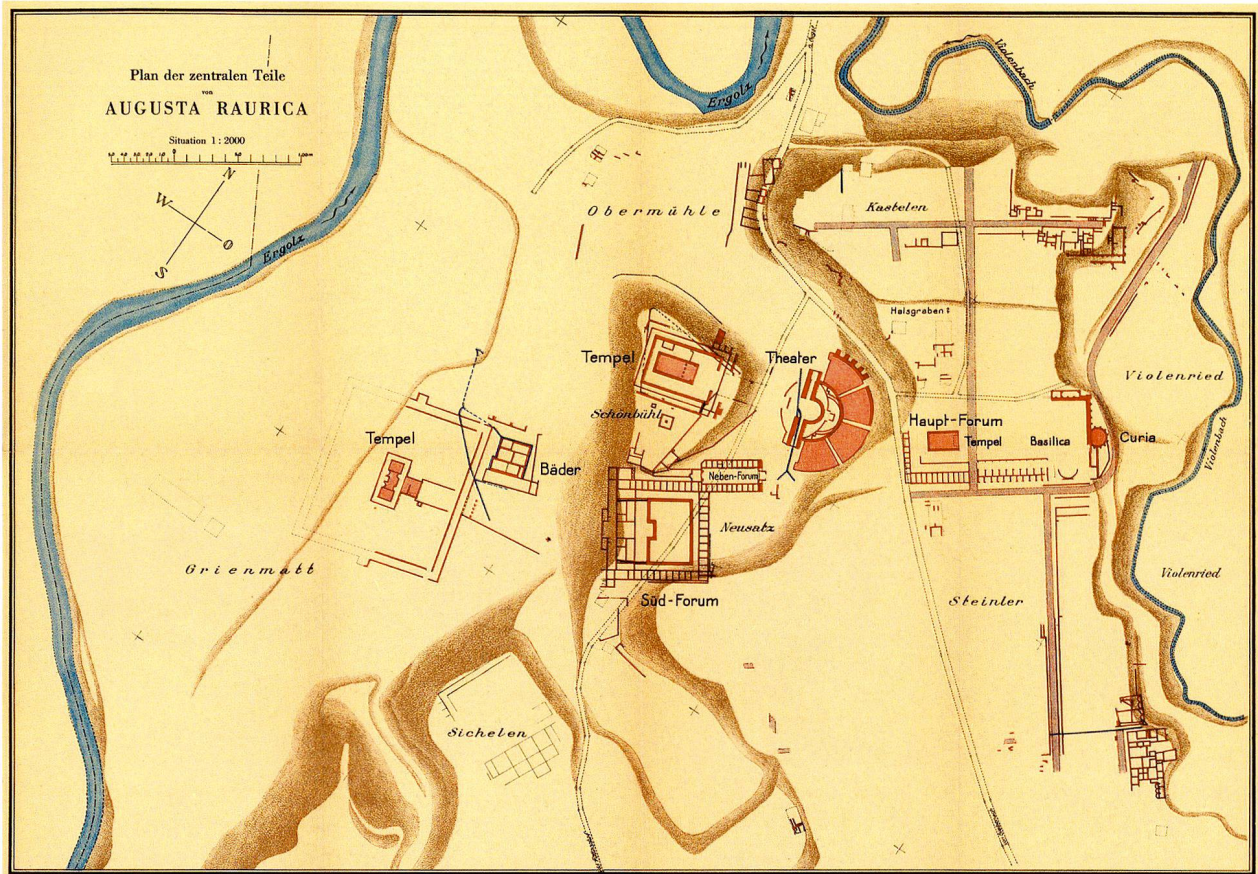 Plan der zentralen Teile
von
AUGUSTA RAURICA
Situation 1 : 2000
N
W
O
S
Ergolz
Ergolz
Violenbach
Obermühle
Kastelen
Halsgraben ?
Tempel
Theater
Schönbühl
Violenried
Haupt-Forum
Tempel
Basilica
Curia
Violenbach
Tempel
Bäder
Neben-Forum
Neusatz
Grienmatt
Süd-Forum
Steinler
Violenried
Sichelen